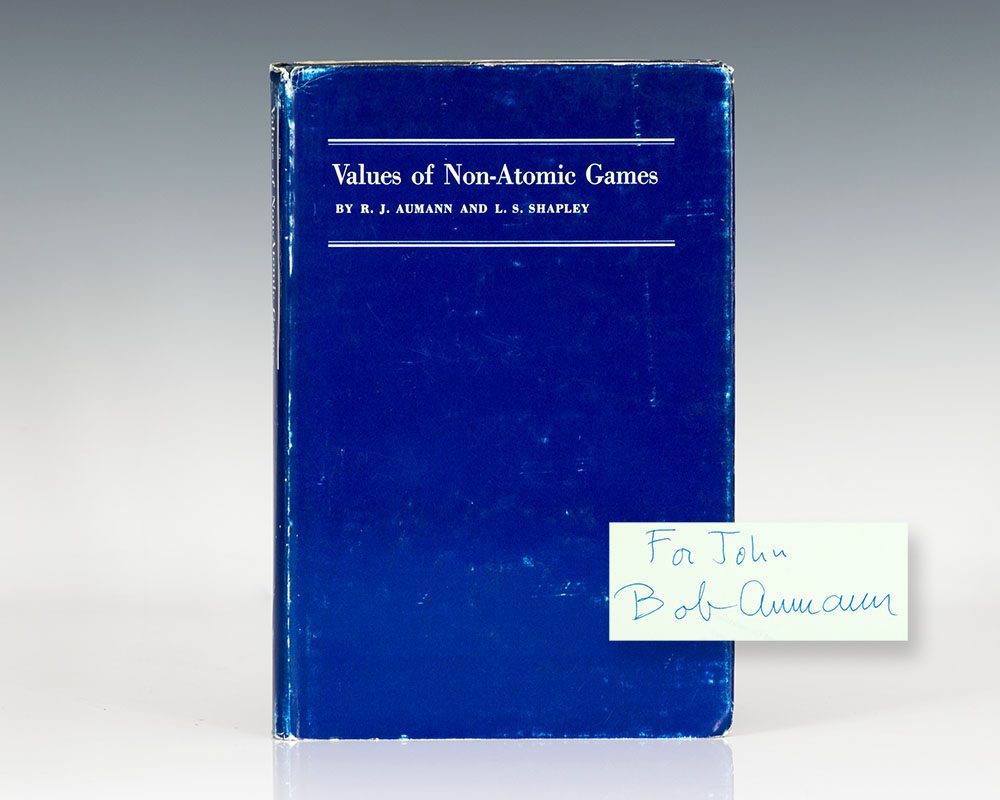 Values of Non-Atomic Games
BY R. J. AUMANN AND L. S. SHAPLEY
For John
Bob Aumann